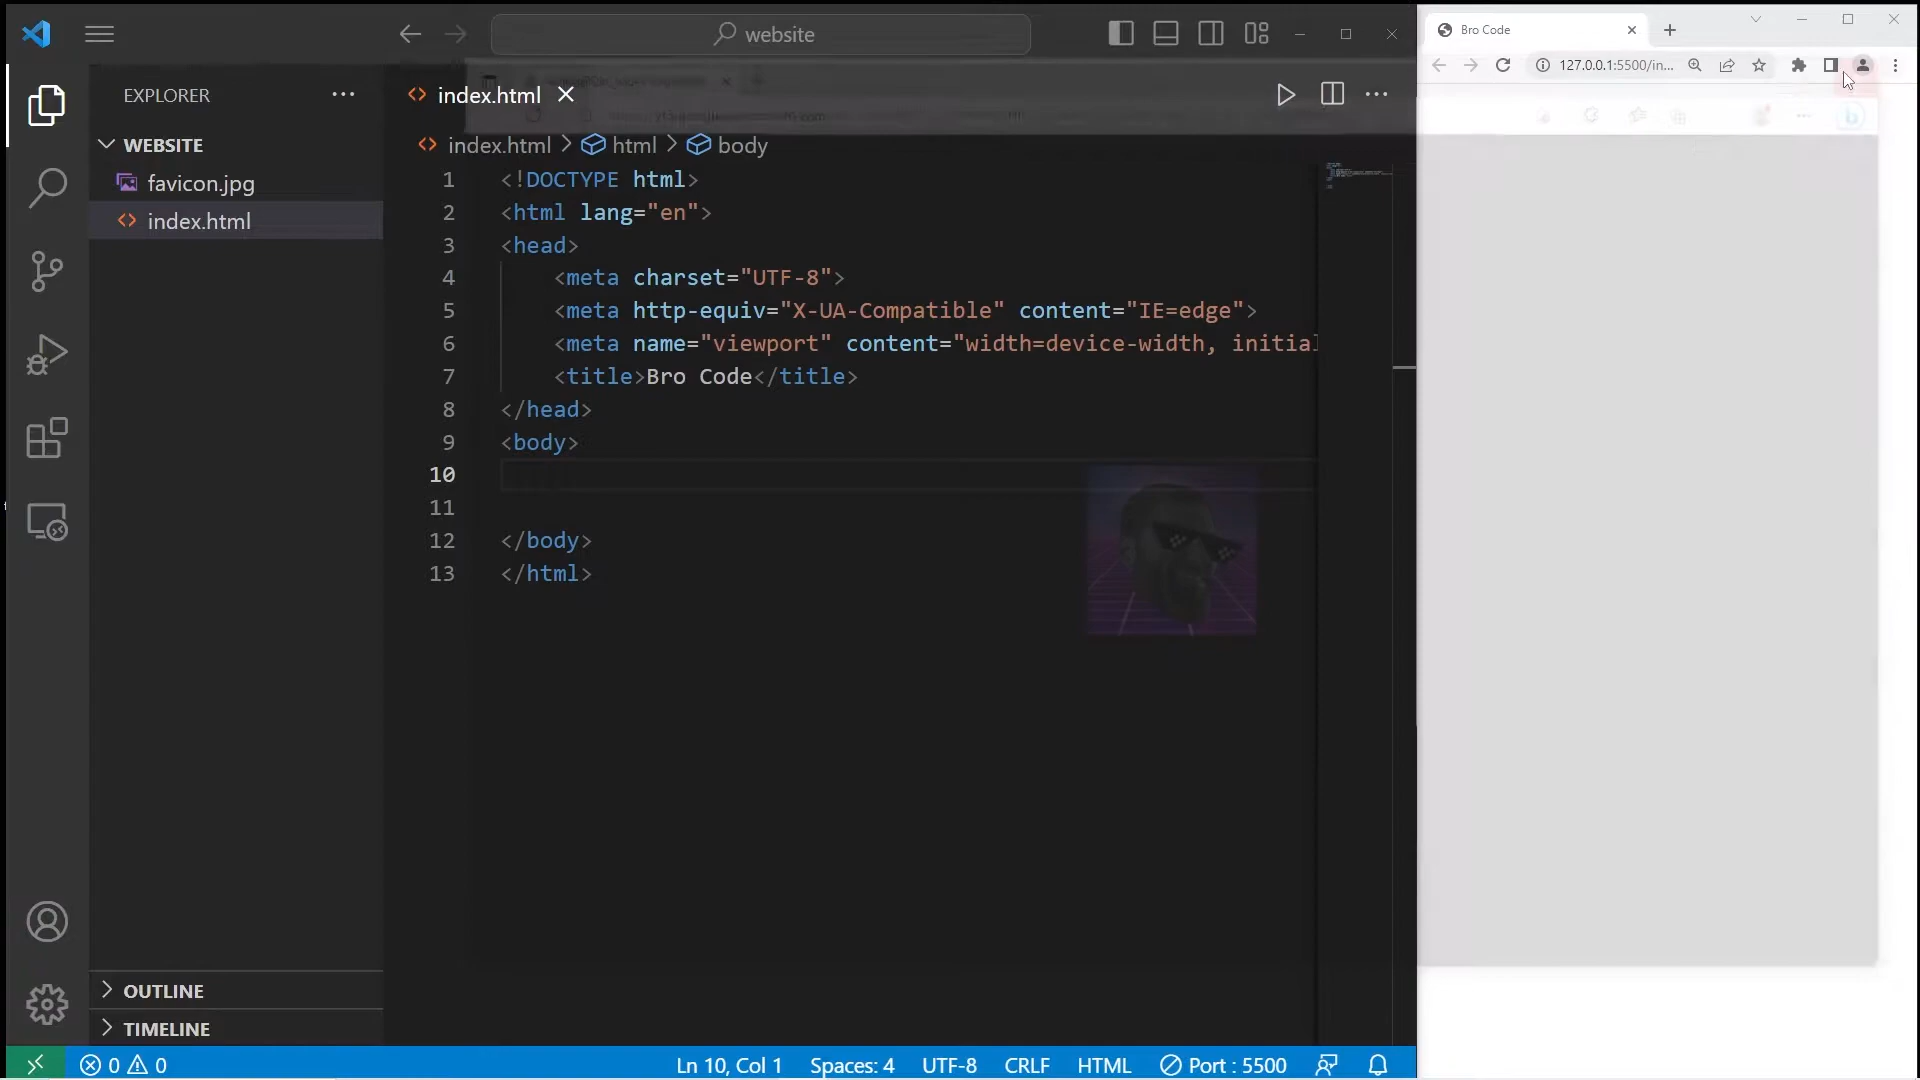 website
EXPLORER
WEBSITE
favicon.jpg
index.html
OUTLINE
TIMELINE
index.html
index.html > html > body
1 <!DOCTYPE html>
2 <html lang="en">
3 <head>
4 <meta charset="UTF-8">
5 <meta http-equiv="X-UA-Compatible" content="IE=edge">
6 <meta name="viewport" content="width=device-width, initial
7 <title>Bro Code</title>
8 </head>
9 <body>
10
11
12 </body>
13 </html>
0 0
Ln 10, Col 1 Spaces: 4 UTF-8 CRLF HTML Port : 5500
Bro Code
127.0.0.1:5500/in...